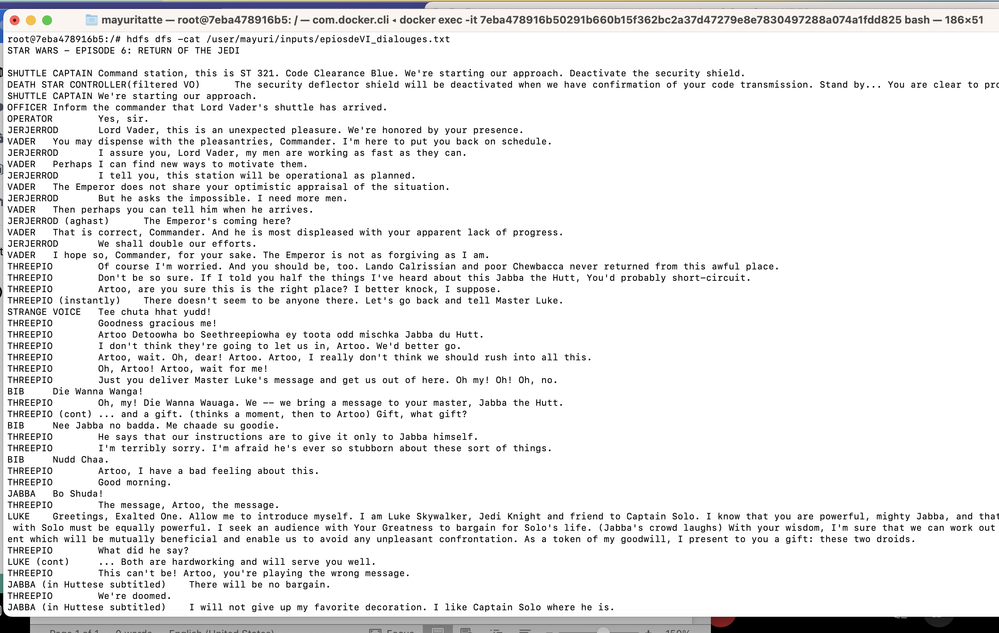 mayuritatte — root@7eba478916b5: / — com.docker.cli ◂ docker exec -it 7eba478916b50291b660b15f362bc2a37d47279e8e7830497288a074a1fdd825 bash — 186×51
root@7eba478916b5:/# hdfs dfs -cat /user/mayuri/inputs/epiosdeVI_dialouges.txt
STAR WARS - EPISODE 6: RETURN OF THE JEDI
SHUTTLE CAPTAIN Command station, this is ST 321. Code Clearance Blue. We're starting our approach. Deactivate the security shield.
DEATH STAR CONTROLLER(filtered VO)      The security deflector shield will be deactivated when we have confirmation of your code transmission. Stand by... You are clear to
SHUTTLE CAPTAIN We're starting our approach.
OFFICER Inform the commander that Lord Vader's shuttle has arrived.
OPERATOR        Yes, sir.
JERJERROD       Lord Vader, this is an unexpected pleasure. We're honored by your presence.
VADER   You may dispense with the pleasantries, Commander. I'm here to put you back on schedule.
JERJERROD       I assure you, Lord Vader, my men are working as fast as they can.
VADER   Perhaps I can find new ways to motivate them.
JERJERROD       I tell you, this station will be operational as planned.
VADER   The Emperor does not share your optimistic appraisal of the situation.
JERJERROD       But he asks the impossible. I need more men.
VADER   Then perhaps you can tell him when he arrives.
JERJERROD (aghast)      The Emperor's coming here?
VADER   That is correct, Commander. And he is most displeased with your apparent lack of progress.
JERJERROD       We shall double our efforts.
VADER   I hope so, Commander, for your sake. The Emperor is not as forgiving as I am.
THREEPIO        Of course I'm worried. And you should be, too. Lando Calrissian and poor Chewbacca never returned from this awful place.
THREEPIO        Don't be so sure. If I told you half the things I've heard about this Jabba the Hutt, You'd probably short-circuit.
THREEPIO        Artoo, are you sure this is the right place? I better knock, I suppose.
THREEPIO (instantly)    There doesn't seem to be anyone there. Let's go back and tell Master Luke.
STRANGE VOICE   Tee chuta hhat yudd!
THREEPIO        Goodness gracious me!
THREEPIO        Artoo Detoowha bo Seethreepiowha ey toota odd mischka Jabba du Hutt.
THREEPIO        I don't think they're going to let us in, Artoo. We'd better go.
THREEPIO        Artoo, wait. Oh, dear! Artoo. Artoo, I really don't think we should rush into all this.
THREEPIO        Oh, Artoo! Artoo, wait for me!
THREEPIO        Just you deliver Master Luke's message and get us out of here. Oh my! Oh! Oh, no.
BIB     Die Wanna Wanga!
THREEPIO        Oh, my! Die Wanna Wauaga. We -- we bring a message to your master, Jabba the Hutt.
THREEPIO (cont) ... and a gift. (thinks a moment, then to Artoo) Gift, what gift?
BIB     Nee Jabba no badda. Me chaade su goodie.
THREEPIO        He says that our instructions are to give it only to Jabba himself.
THREEPIO        I'm terribly sorry. I'm afraid he's ever so stubborn about these sort of things.
BIB     Nudd Chaa.
THREEPIO        Artoo, I have a bad feeling about this.
THREEPIO        Good morning.
JABBA   Bo Shuda!
THREEPIO        The message, Artoo, the message.
LUKE    Greetings, Exalted One. Allow me to introduce myself. I am Luke Skywalker, Jedi Knight and friend to Captain Solo. I know that you are powerful, mighty Jabba, and that
with Solo must be equally powerful. I seek an audience with Your Greatness to bargain for Solo's life. (Jabba's crowd laughs) With your wisdom, I'm sure that we can work out
ent which will be mutually beneficial and enable us to avoid any unpleasant confrontation. As a token of my goodwill, I present to you a gift: these two droids.
THREEPIO        What did he say?
LUKE (cont)     ... Both are hardworking and will serve you well.
THREEPIO        This can't be! Artoo, you're playing the wrong message.
JABBA (in Huttese subtitled)    There will be no bargain.
THREEPIO        We're doomed.
JABBA (in Huttese subtitled)    I will not give up my favorite decoration. I like Captain Solo where he is.
Page 1 of 1    0 words    English (United States)    Focus    150%